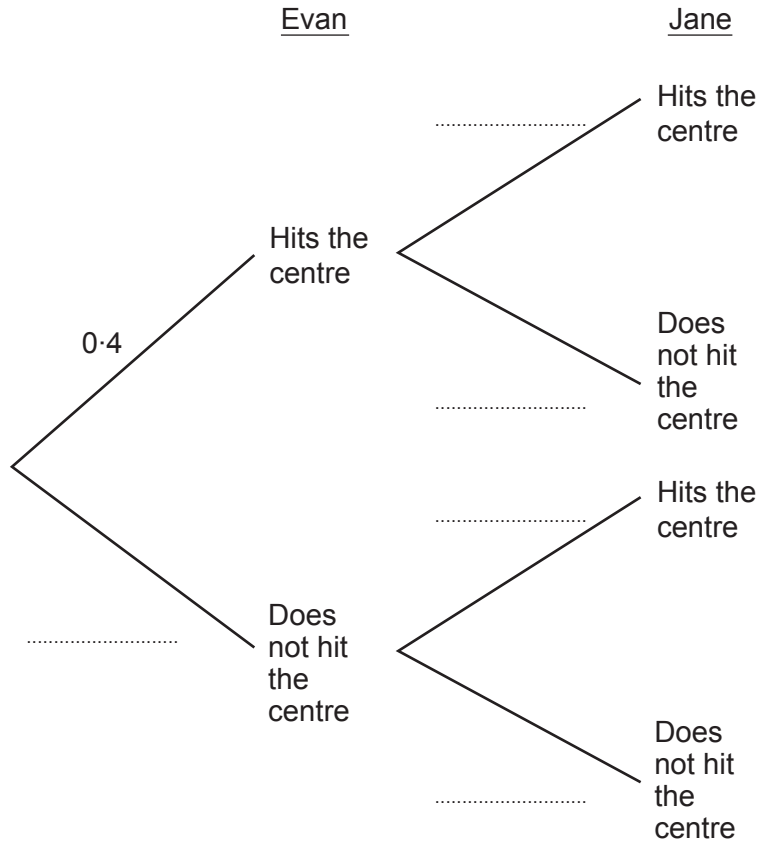 Evan
Jane
Hits the
centre
Hits the
centre
0·4
Does
not hit
the
centre
Hits the
centre
Does
not hit
the
centre
Does
not hit
the
centre